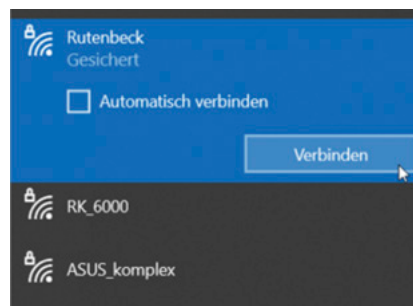 Rutenbeck
Gesichert
Automatisch verbinden
Verbinden
RK_6000
ASUS_komplex